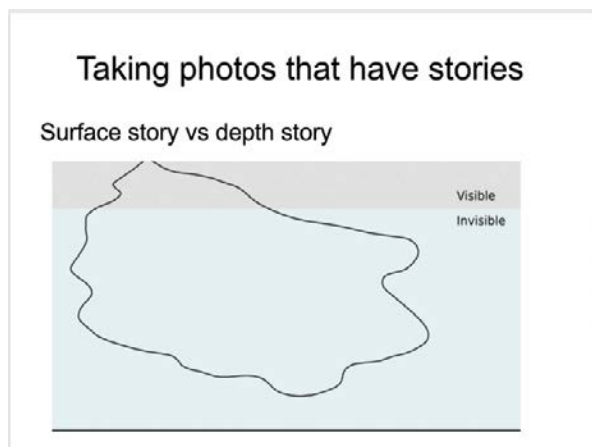 Taking photos that have stories
Surface story vs depth story
Visible
Invisible